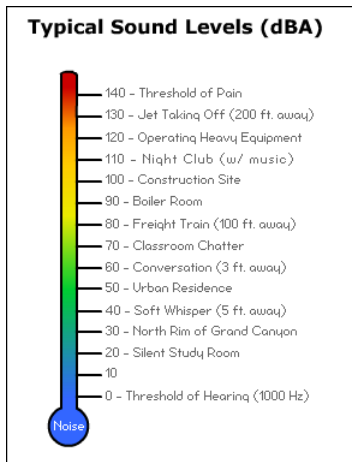 Typical Sound Levels (dBA)
140 - Threshold of Pain
130 - Jet Taking Off (200 ft. away)
120 - Operating Heavy Equipment
110 - Night Club (w/ music)
100 - Construction Site
90 - Boiler Room
80 - Freight Train (100 ft. away)
70 - Classroom Chatter
60 - Conversation (3 ft. away)
50 - Urban Residence
40 - Soft Whisper (5 ft. away)
30 - North Rim of Grand Canyon
20 - Silent Study Room
10
0 - Threshold of Hearing (1000 Hz)
Noise